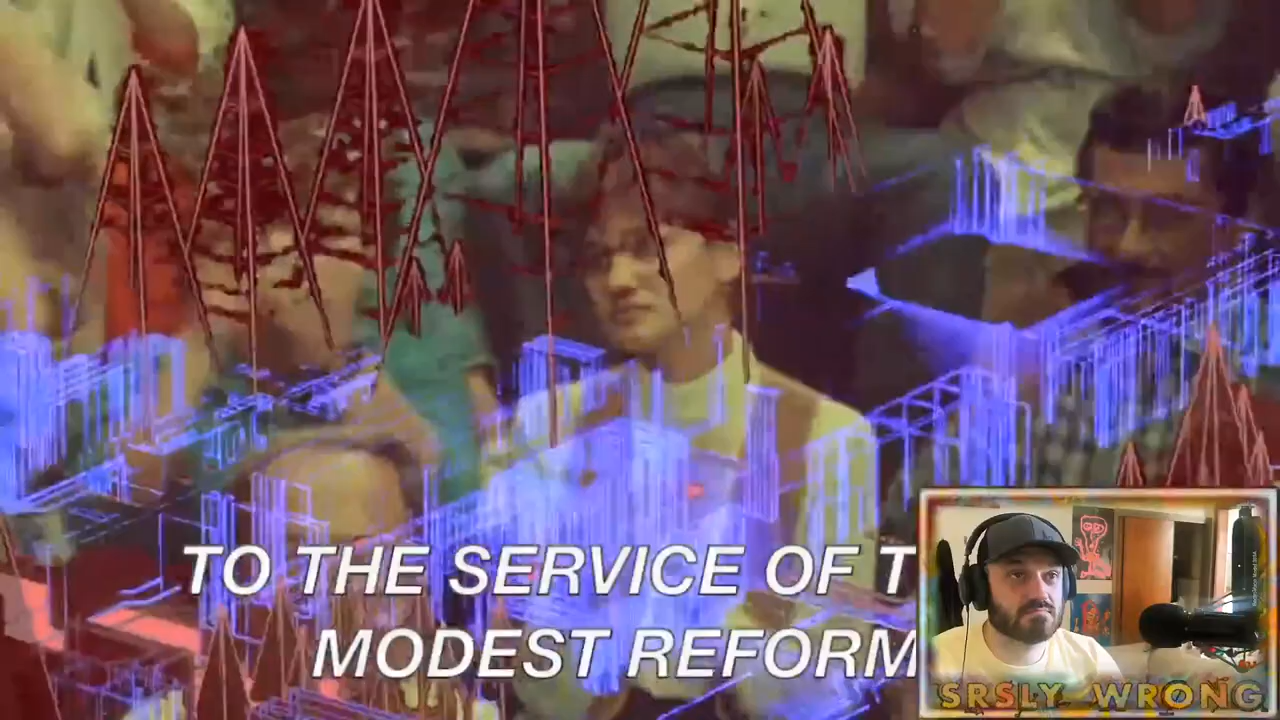 TO THE SERVICE OF T
MODEST REFORM
SRSLY WRONG